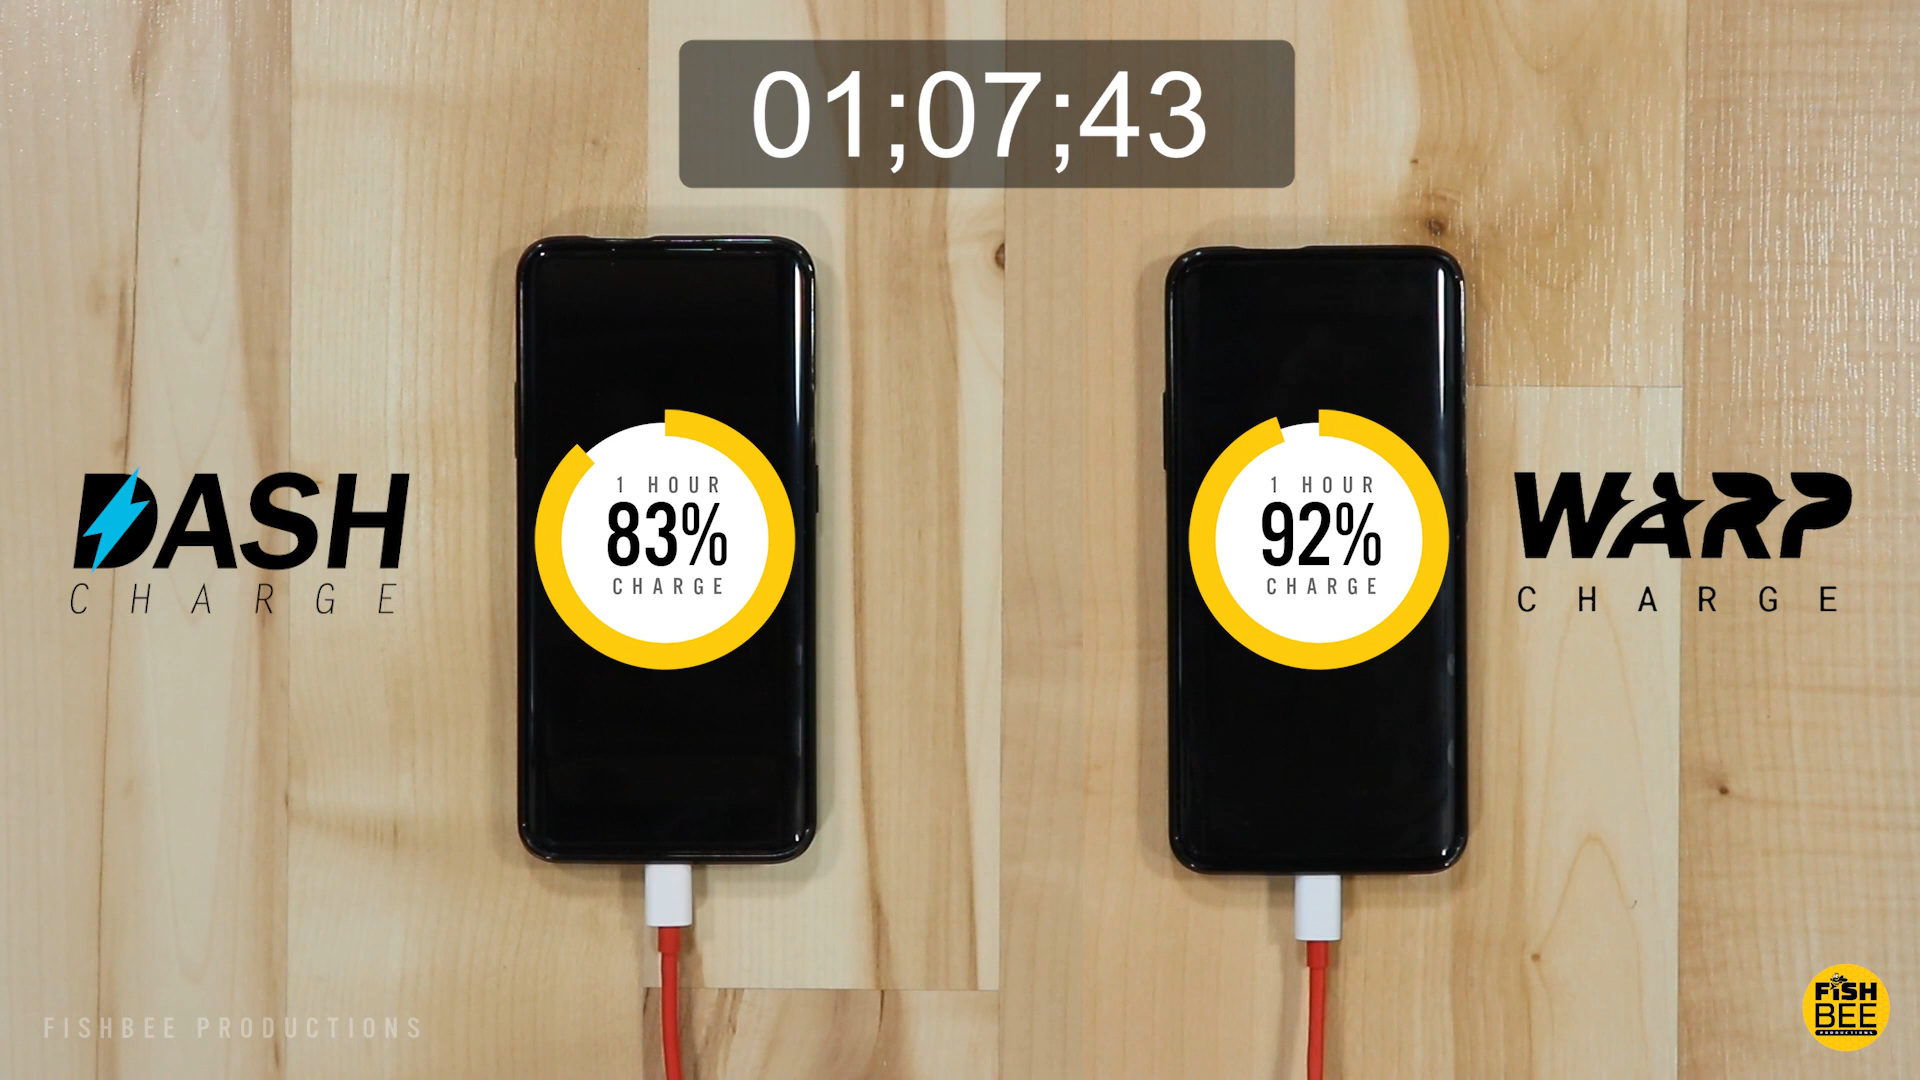 01;07;43
DASH
CHARGE
1 HOUR
83%
CHARGE
1 HOUR
92%
CHARGE
WARP
CHARGE
FISHBEE PRODUCTIONS
FISH
BEE
PRODUCTIONS